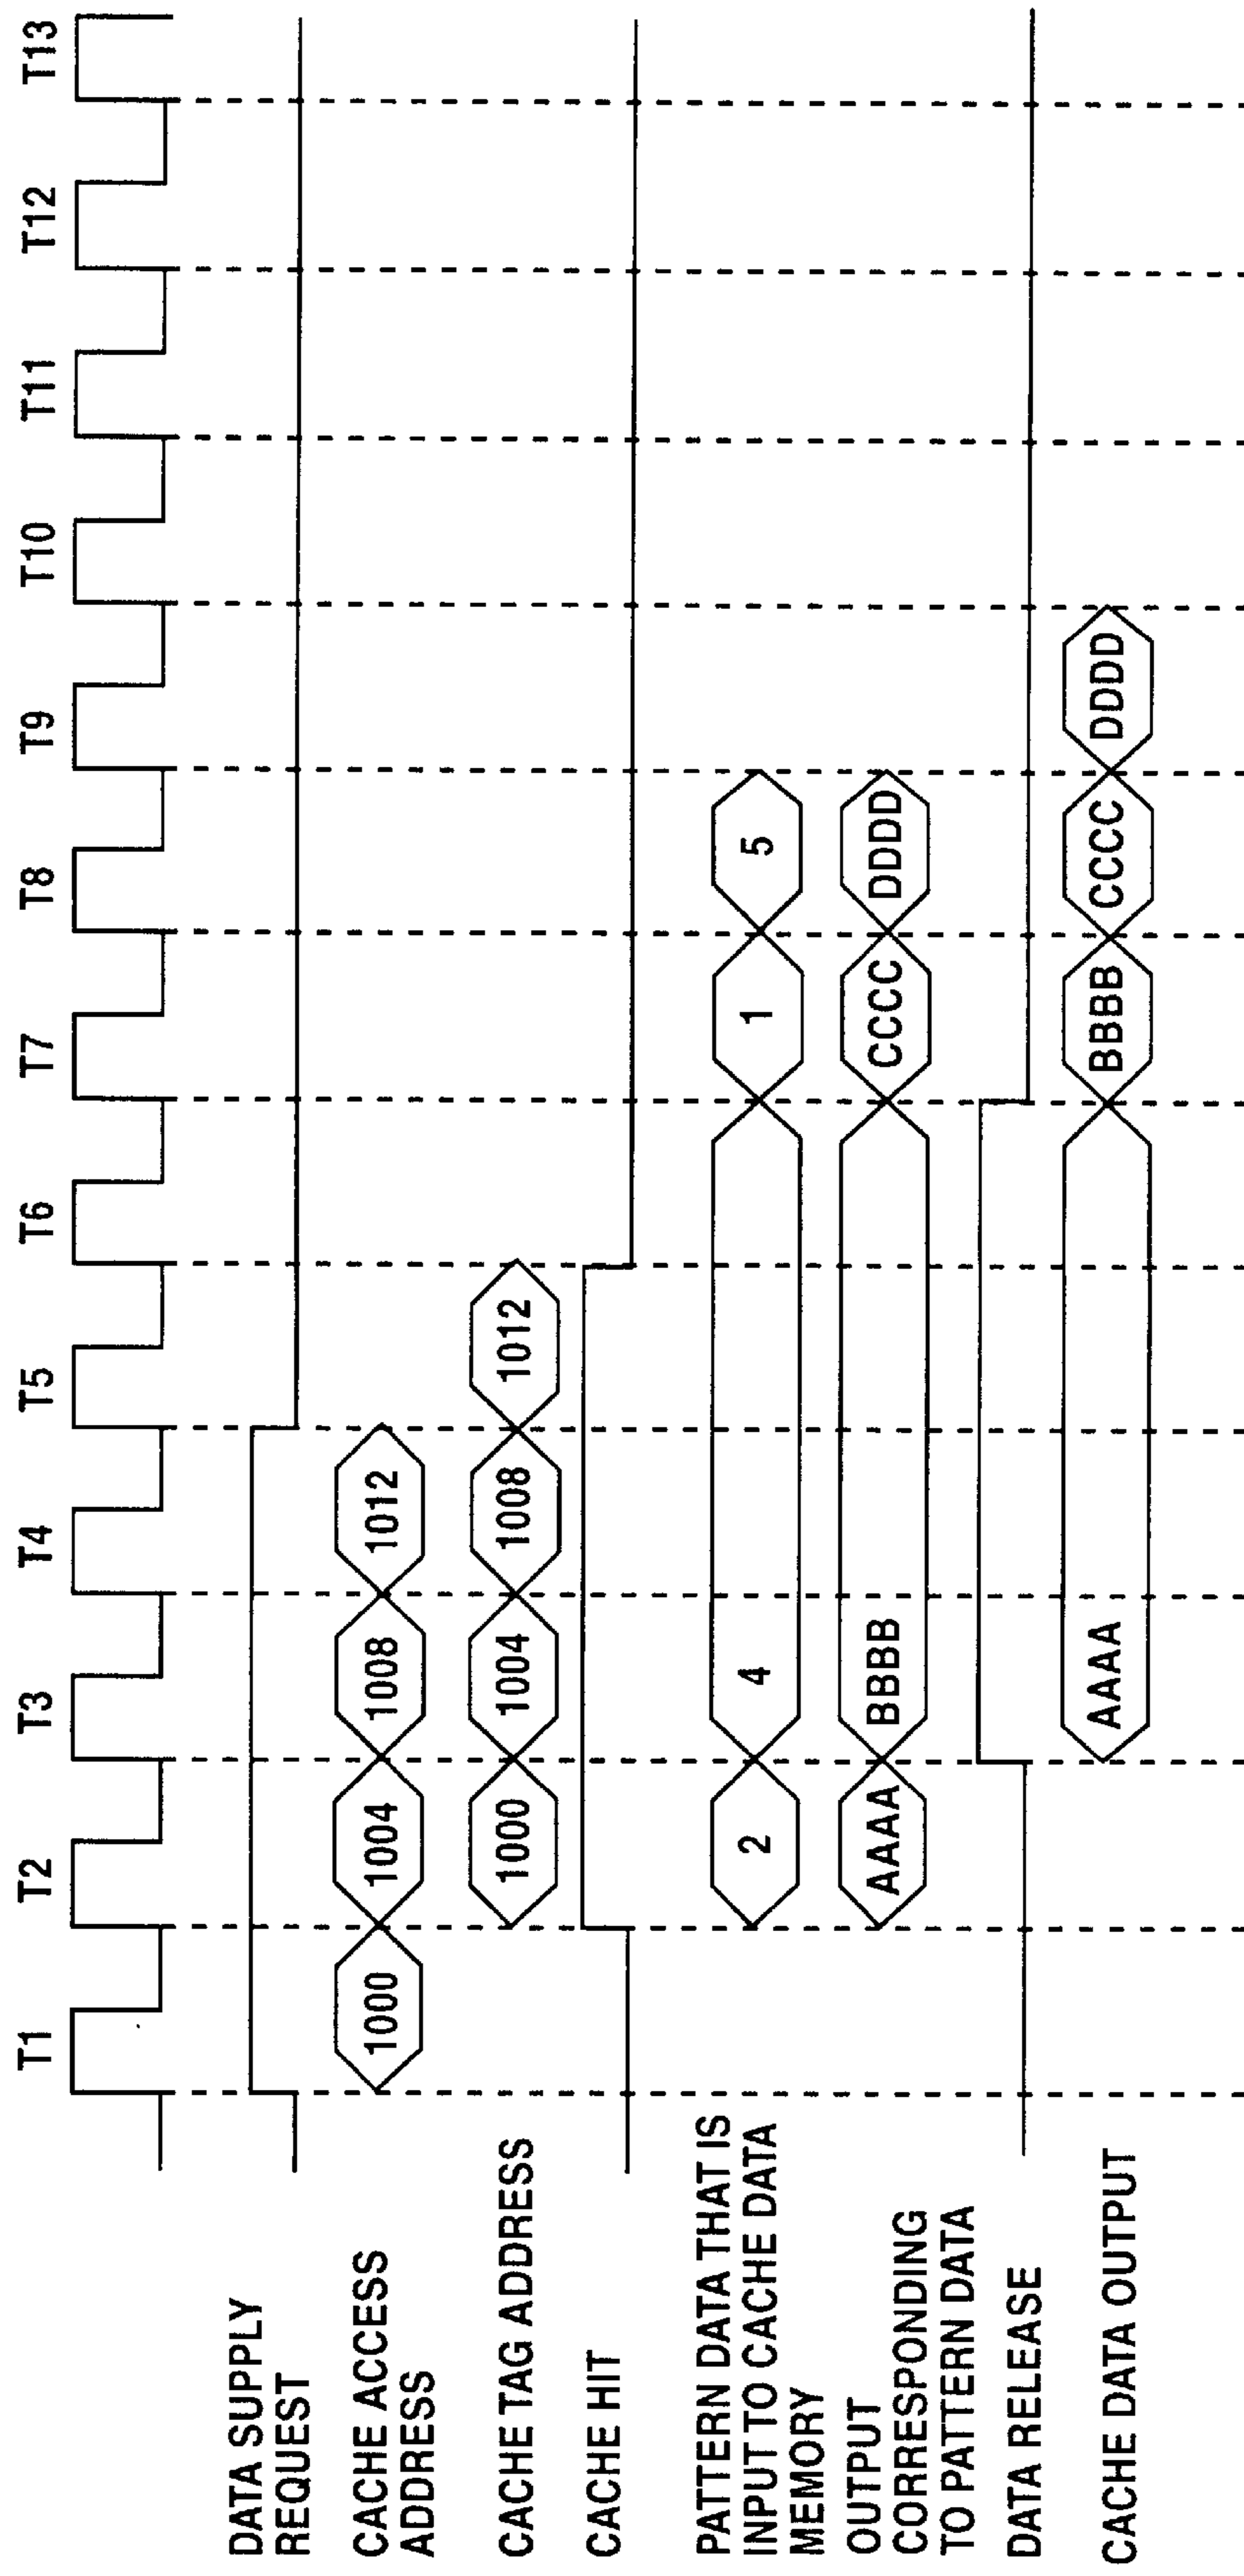 T1 T2 T3 T4 T5 T6 T7 T8 T9 T10 T11 T12 T13
DATA SUPPLY
REQUEST
CACHE ACCESS
ADDRESS
1000 1004 1008 1012
CACHE TAG ADDRESS
1000 1004 1008 1012
CACHE HIT
PATTERN DATA THAT IS
INPUT TO CACHE DATA
MEMORY
2 4 1 5
OUTPUT
CORRESPONDING
TO PATTERN DATA
AAAA BBBB CCCC DDDD
DATA RELEASE
CACHE DATA OUTPUT
AAAA BBBB CCCC DDDD